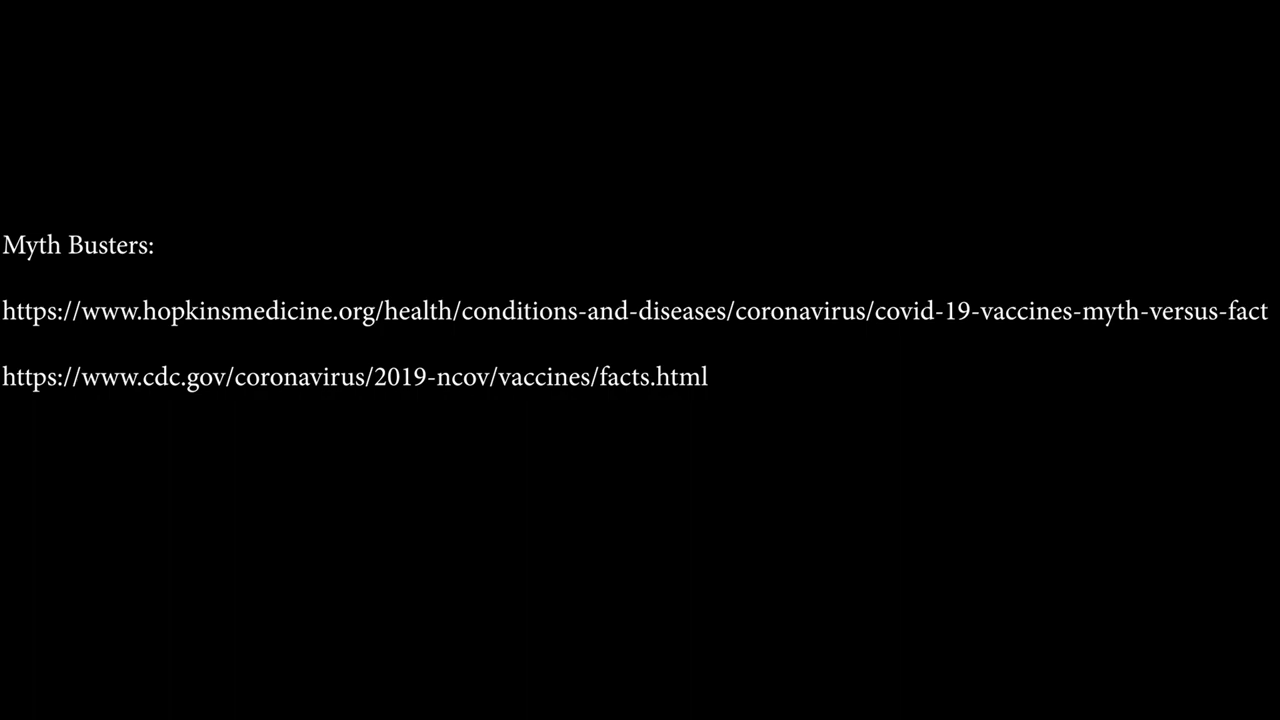 Myth Busters:
https://www.hopkinsmedicine.org/health/conditions-and-diseases/coronavirus/covid-19-vaccines-myth-versus-fact
https://www.cdc.gov/coronavirus/2019-ncov/vaccines/facts.html